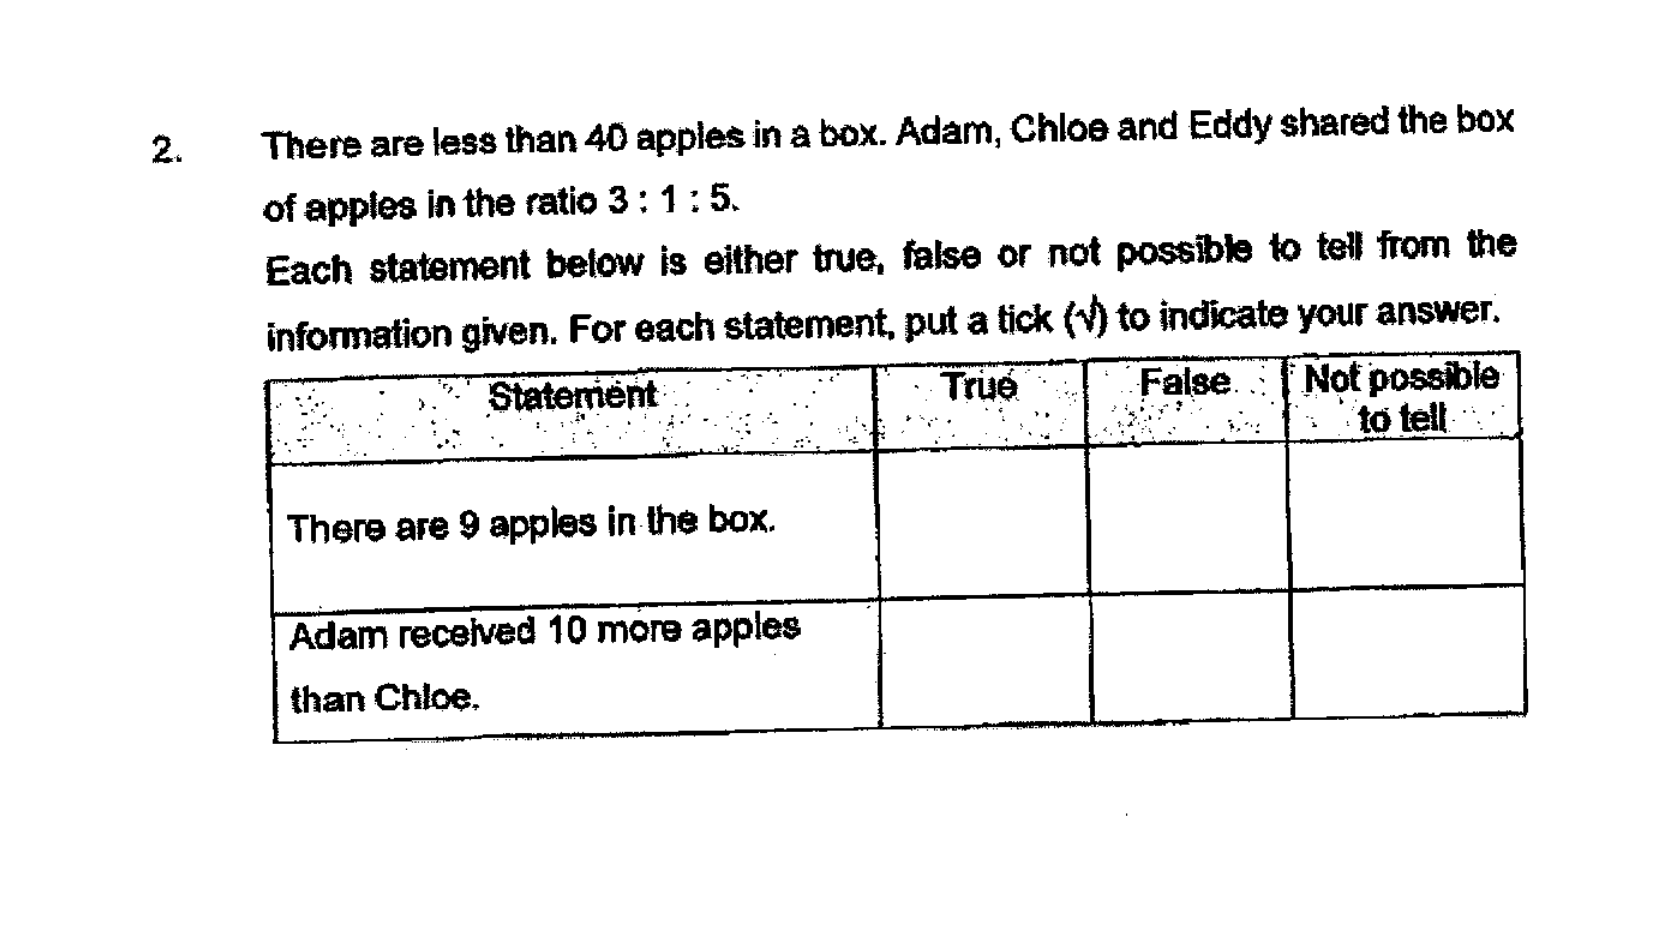 2. There are less than 40 apples in a box. Adam, Chloe and Eddy shared the box
of apples in the ratio 3 : 1 : 5.
Each statement below is either true, false or not possible to tell from the
information given. For each statement, put a tick (√) to indicate your answer.
Statement True False Not possible
to tell
There are 9 apples in the box.
Adam received 10 more apples
than Chloe.